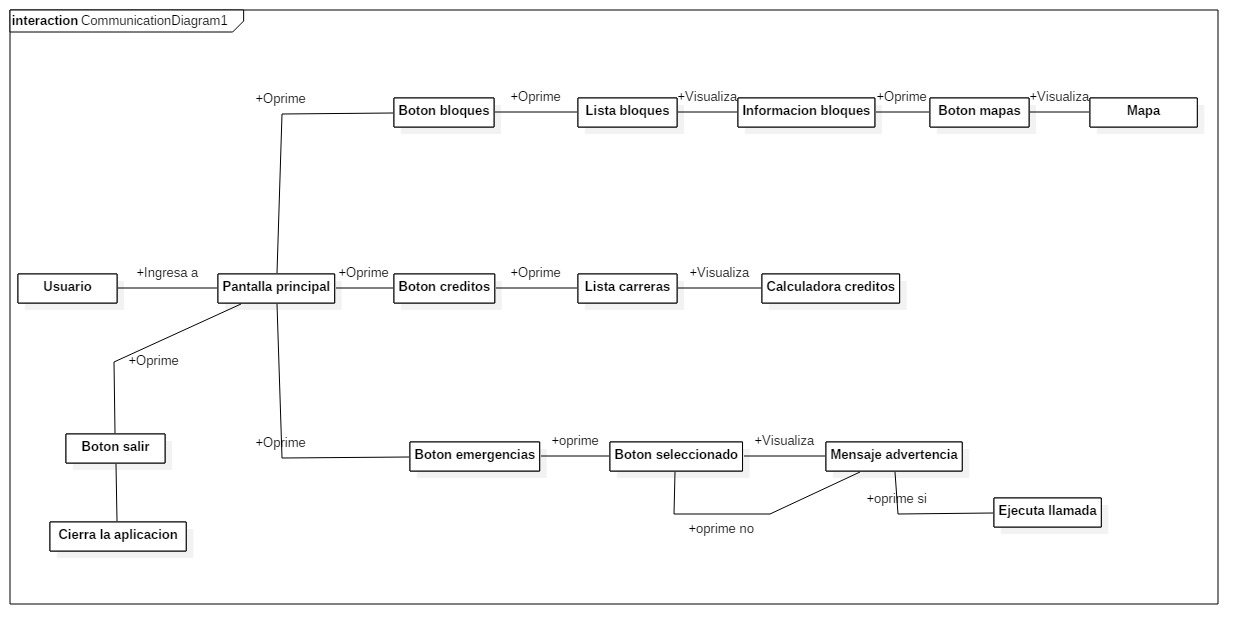 interaction CommunicationDiagram1
+Oprime
Boton bloques
+Oprime
Lista bloques
+Visualiza
Informacion bloques
+Oprime
Boton mapas
+Visualiza
Mapa
Usuario
+Ingresa a
Pantalla principal
+Oprime
Boton creditos
+Oprime
Lista carreras
+Visualiza
Calculadora creditos
+Oprime
Boton salir
Cierra la aplicacion
+Oprime
Boton emergencias
+oprime
Boton seleccionado
+Visualiza
Mensaje advertencia
+oprime no
+oprime si
Ejecuta llamada